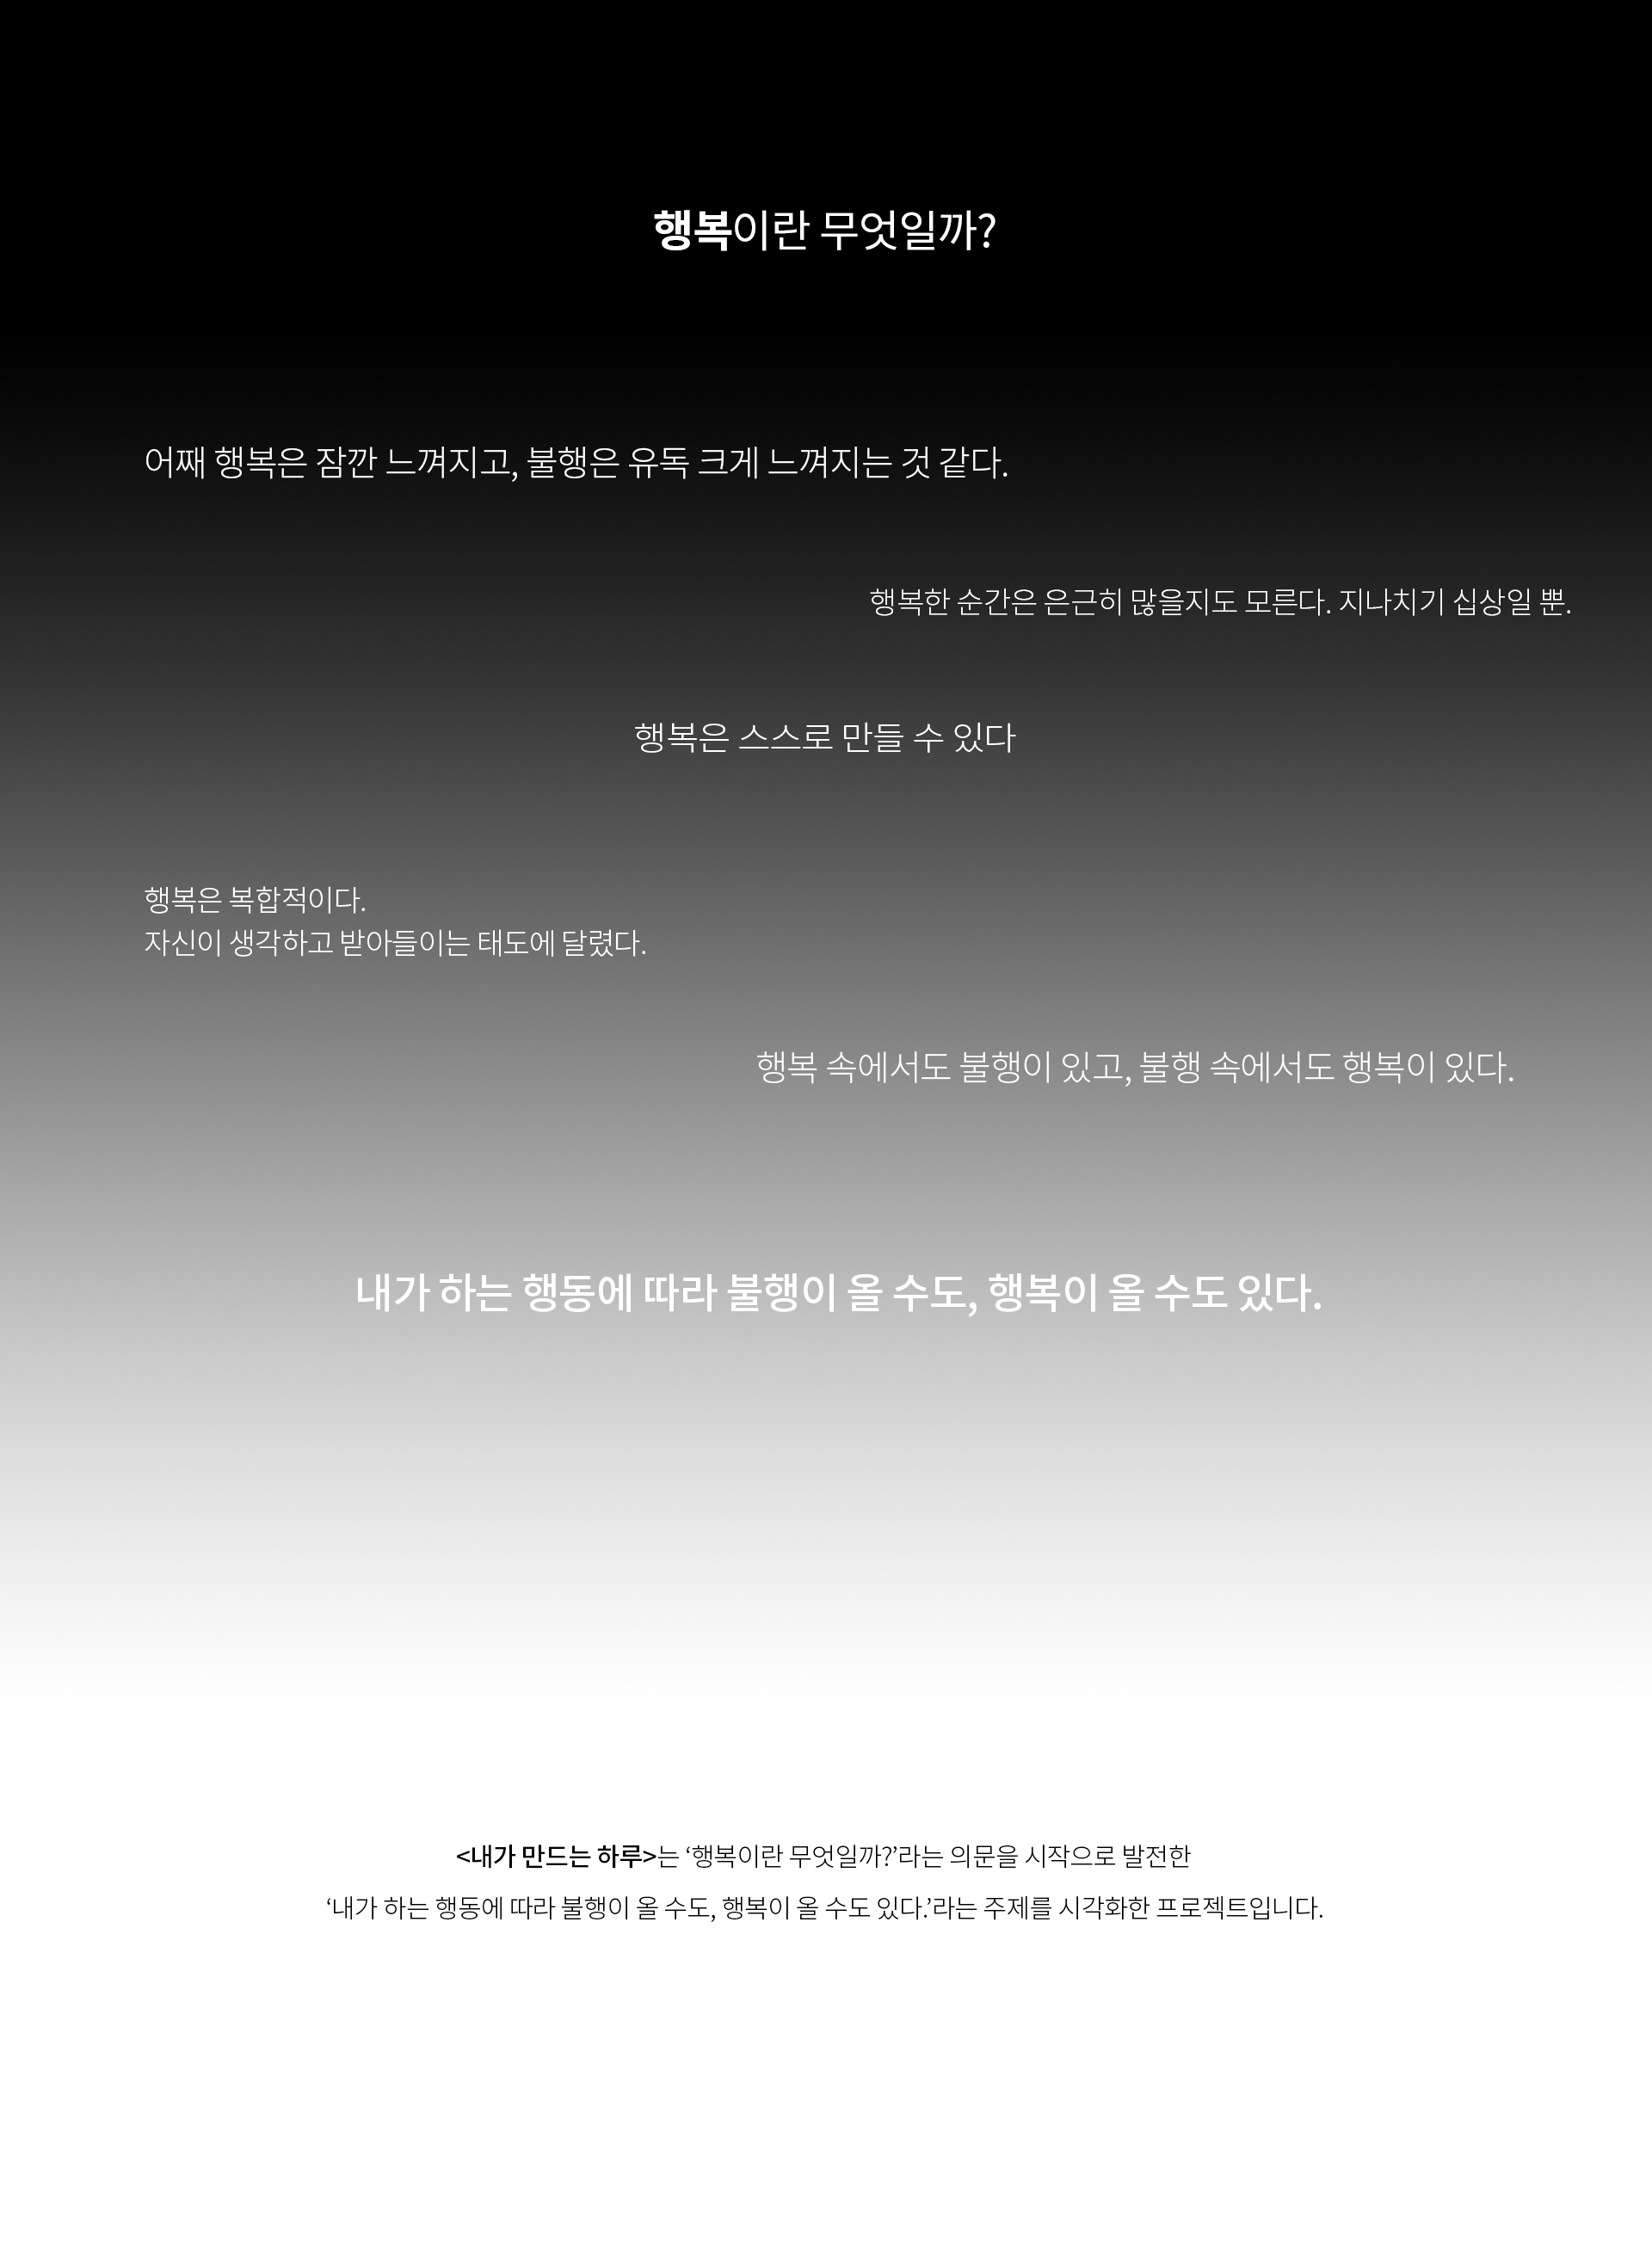 행복이란 무엇일까?
어째 행복은 잠깐 느껴지고, 불행은 유독 크게 느껴지는 것 같다.
행복한 순간은 은근히 많을지도 모른다. 지나치기 십상일 뿐.
행복은 스스로 만들 수 있다
행복은 복합적이다.
자신이 생각하고 받아들이는 태도에 달렸다.
행복 속에서도 불행이 있고, 불행 속에서도 행복이 있다.
내가 하는 행동에 따라 불행이 올 수도, 행복이 올 수도 있다.
<내가 만드는 하루>는 ‘행복이란 무엇일까?’라는 의문을 시작으로 발전한
‘내가 하는 행동에 따라 불행이 올 수도, 행복이 올 수도 있다.’라는 주제를 시각화한 프로젝트입니다.